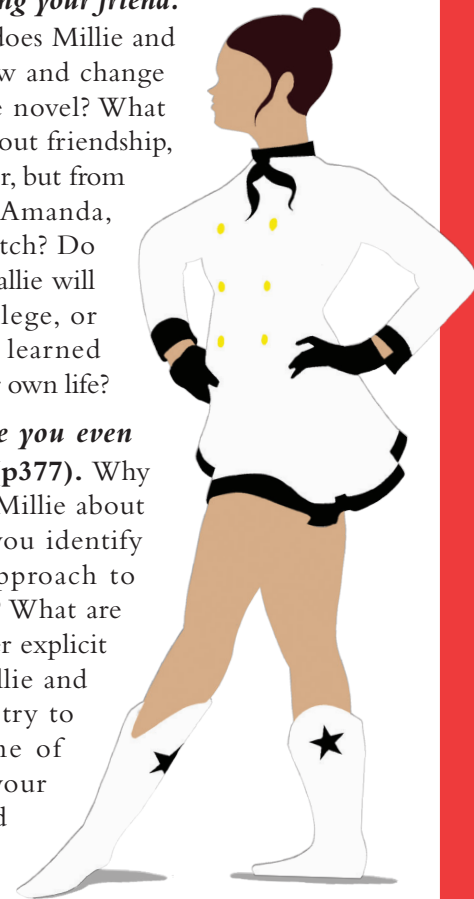 ng your friend.
does Millie and
w and change
e novel? What
out friendship,
r, but from
Amanda,
tch? Do
allie will
lege, or
learned
r own life?
e you even
p377). Why
Millie about
you identify
pproach to
? What are
er explicit
llie and
try to
ne of
your
d